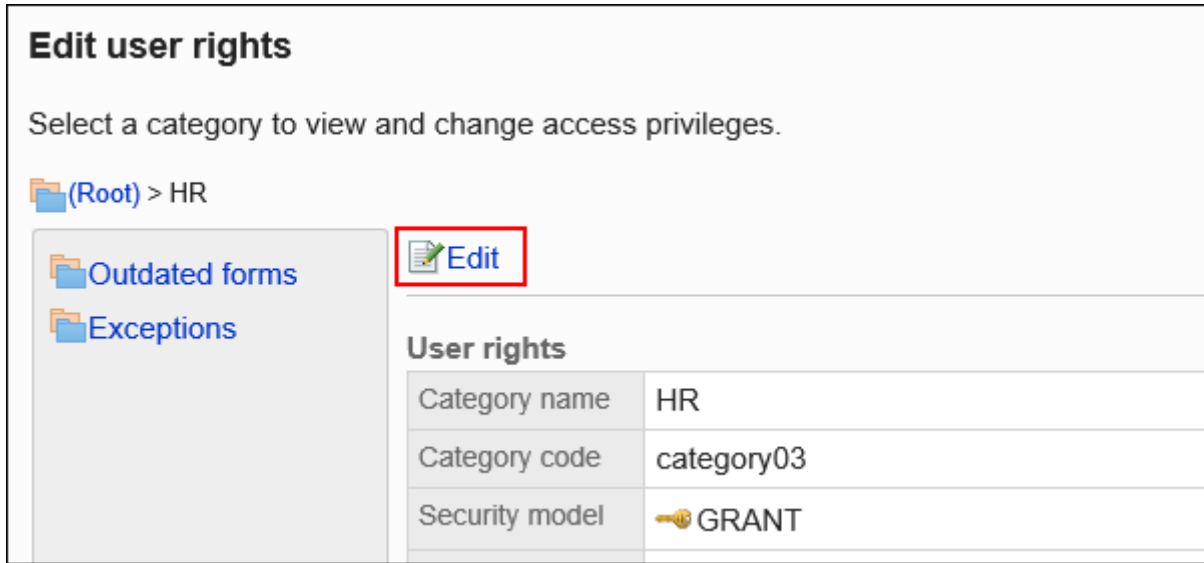 Edit user rights
Select a category to view and change access privileges.
(Root) > HR
Outdated forms
Exceptions
Edit
User rights
Category name HR
Category code category03
Security model GRANT